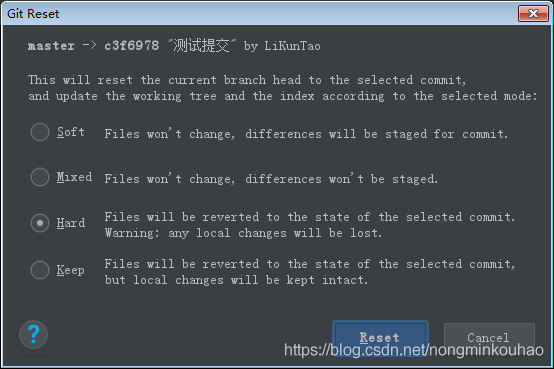 Git Reset
master -> c3f6978 "测试提交" by LiKunTao
This will reset the current branch head to the selected commit,
and update the working tree and the index according to the selected mode:
Soft Files won't change, differences will be staged for commit.
Mixed Files won't change, differences won't be staged.
Hard Files will be reverted to the state of the selected commit.
Warning: any local changes will be lost.
Keep Files will be reverted to the state of the selected commit,
but local changes will be kept intact.
? Reset Cancel
https://blog.csdn.net/nongminkouhao